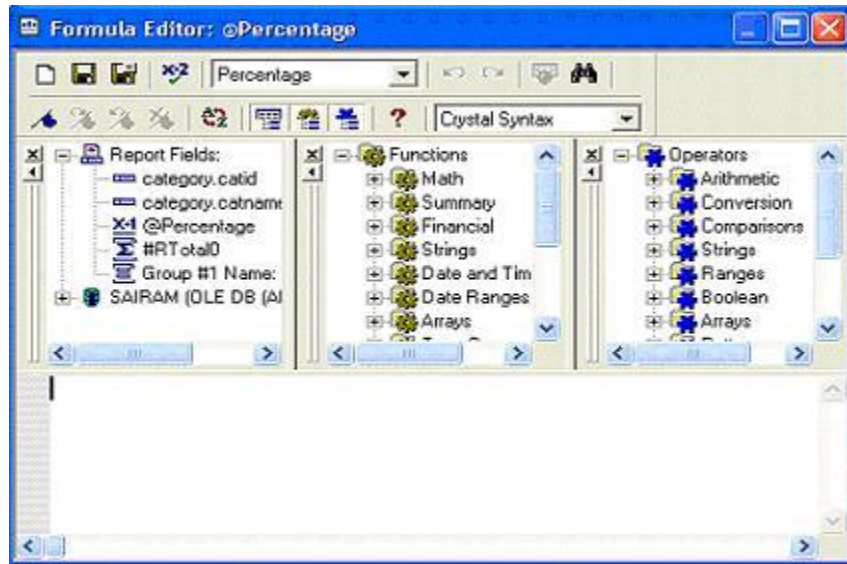 Formula Editor: @Percentage
Percentage
Crystal Syntax
Report Fields:
category.catid
category.catname
@Percentage
#RTotal0
Group #1 Name:
SAIRAM (OLE DB (A
Functions
Math
Summary
Financial
Strings
Date and Tim
Date Ranges
Arrays
Operators
Arithmetic
Conversion
Comparisons
Strings
Ranges
Boolean
Arrays